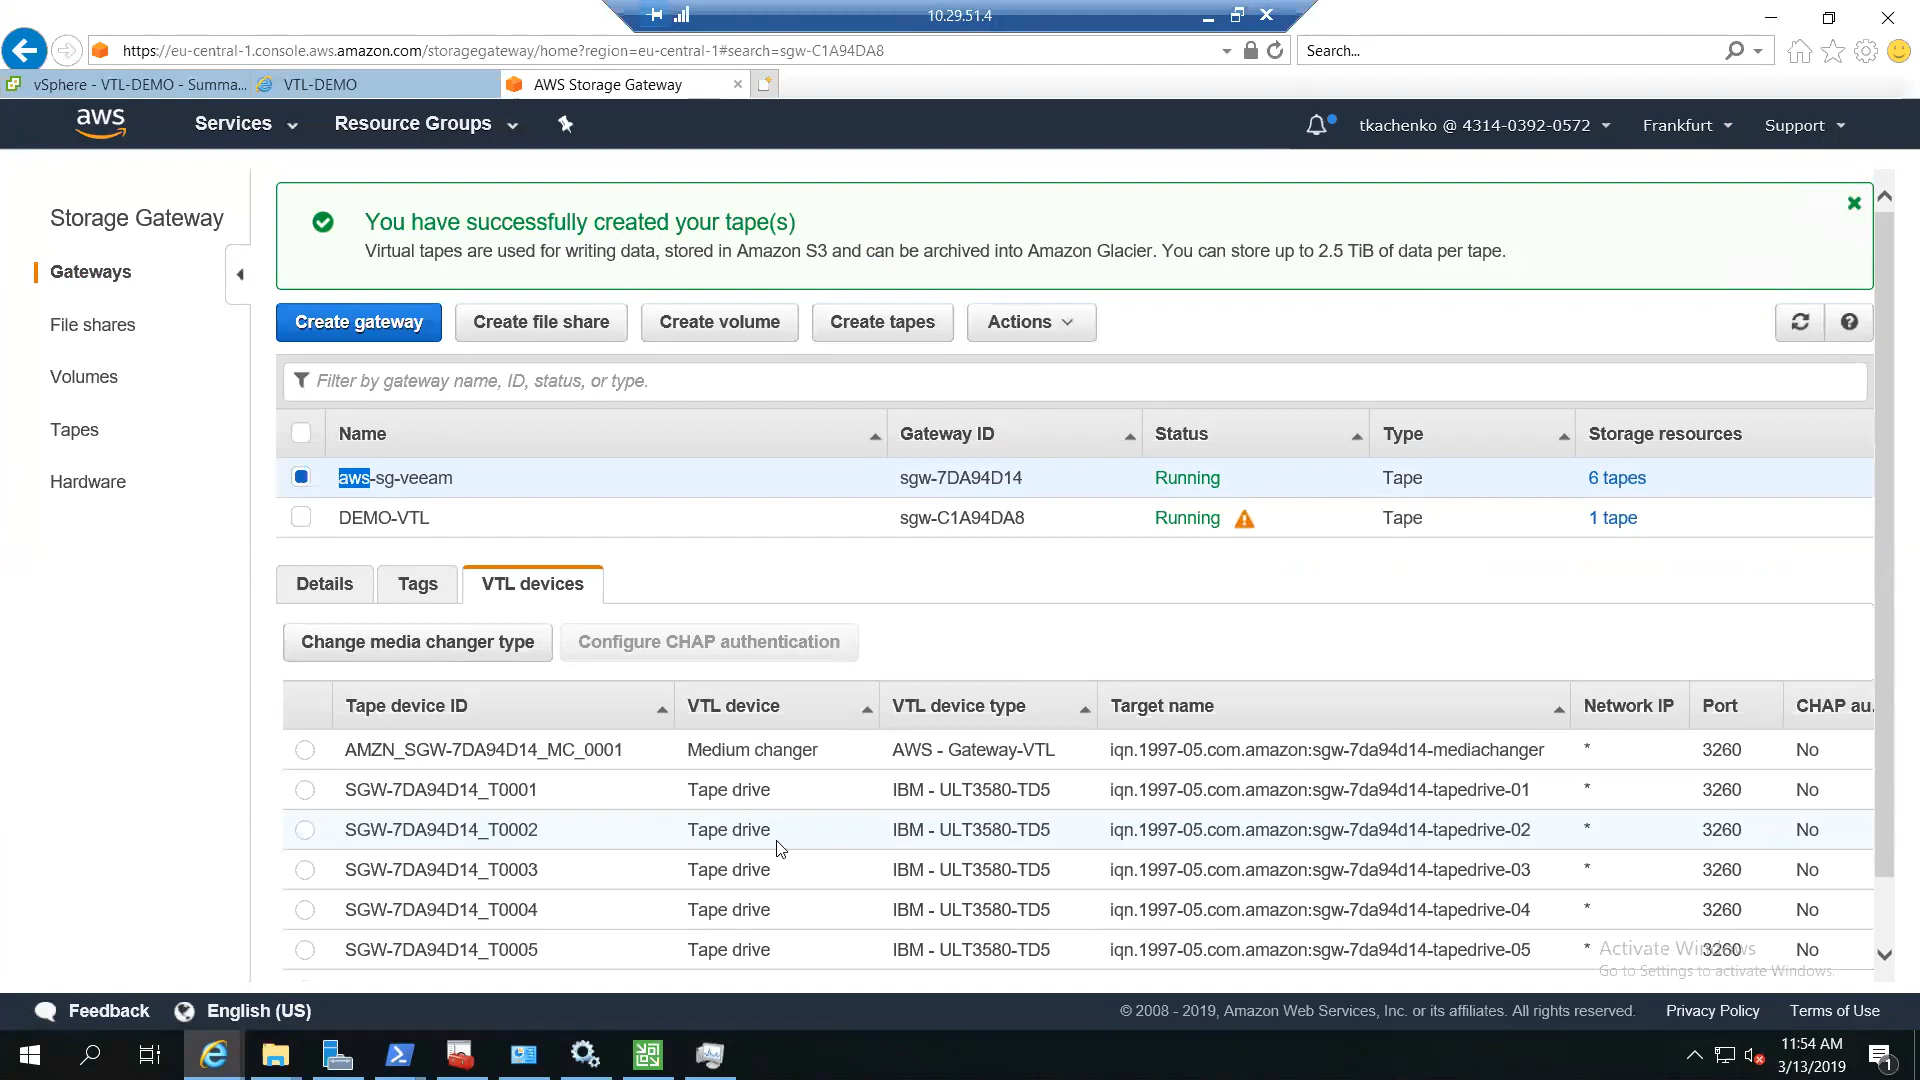 10.29.51.4
https://eu-central-1.console.aws.amazon.com/storagegateway/home?region=eu-central-1#search=sgw-C1A94DA8
Search...
vSphere - VTL-DEMO - Summa...
VTL-DEMO
AWS Storage Gateway
aws
Services
Resource Groups
tkachenko @ 4314-0392-0572
Frankfurt
Support
Storage Gateway
Gateways
File shares
Volumes
Tapes
Hardware
You have successfully created your tape(s)
Virtual tapes are used for writing data, stored in Amazon S3 and can be archived into Amazon Glacier. You can store up to 2.5 TiB of data per tape.
Create gateway Create file share Create volume Create tapes Actions
Filter by gateway name, ID, status, or type.
Name Gateway ID Status Type Storage resources
aws-sg-veeam sgw-7DA94D14 Running Tape 6 tapes
DEMO-VTL sgw-C1A94DA8 Running Tape 1 tape
Details Tags VTL devices
Change media changer type Configure CHAP authentication
Tape device ID VTL device VTL device type Target name Network IP Port CHAP au...
AMZN_SGW-7DA94D14_MC_0001 Medium changer AWS - Gateway-VTL iqn.1997-05.com.amazon:sgw-7da94d14-mediachanger * 3260 No
SGW-7DA94D14_T0001 Tape drive IBM - ULT3580-TD5 iqn.1997-05.com.amazon:sgw-7da94d14-tapedrive-01 * 3260 No
SGW-7DA94D14_T0002 Tape drive IBM - ULT3580-TD5 iqn.1997-05.com.amazon:sgw-7da94d14-tapedrive-02 * 3260 No
SGW-7DA94D14_T0003 Tape drive IBM - ULT3580-TD5 iqn.1997-05.com.amazon:sgw-7da94d14-tapedrive-03 * 3260 No
SGW-7DA94D14_T0004 Tape drive IBM - ULT3580-TD5 iqn.1997-05.com.amazon:sgw-7da94d14-tapedrive-04 * 3260 No
SGW-7DA94D14_T0005 Tape drive IBM - ULT3580-TD5 iqn.1997-05.com.amazon:sgw-7da94d14-tapedrive-05 * 3260 No
Activate Windows
Go to Settings to activate Windows.
Feedback English (US)
© 2008 - 2019, Amazon Web Services, Inc. or its affiliates. All rights reserved. Privacy Policy Terms of Use
11:54 AM
3/13/2019
1